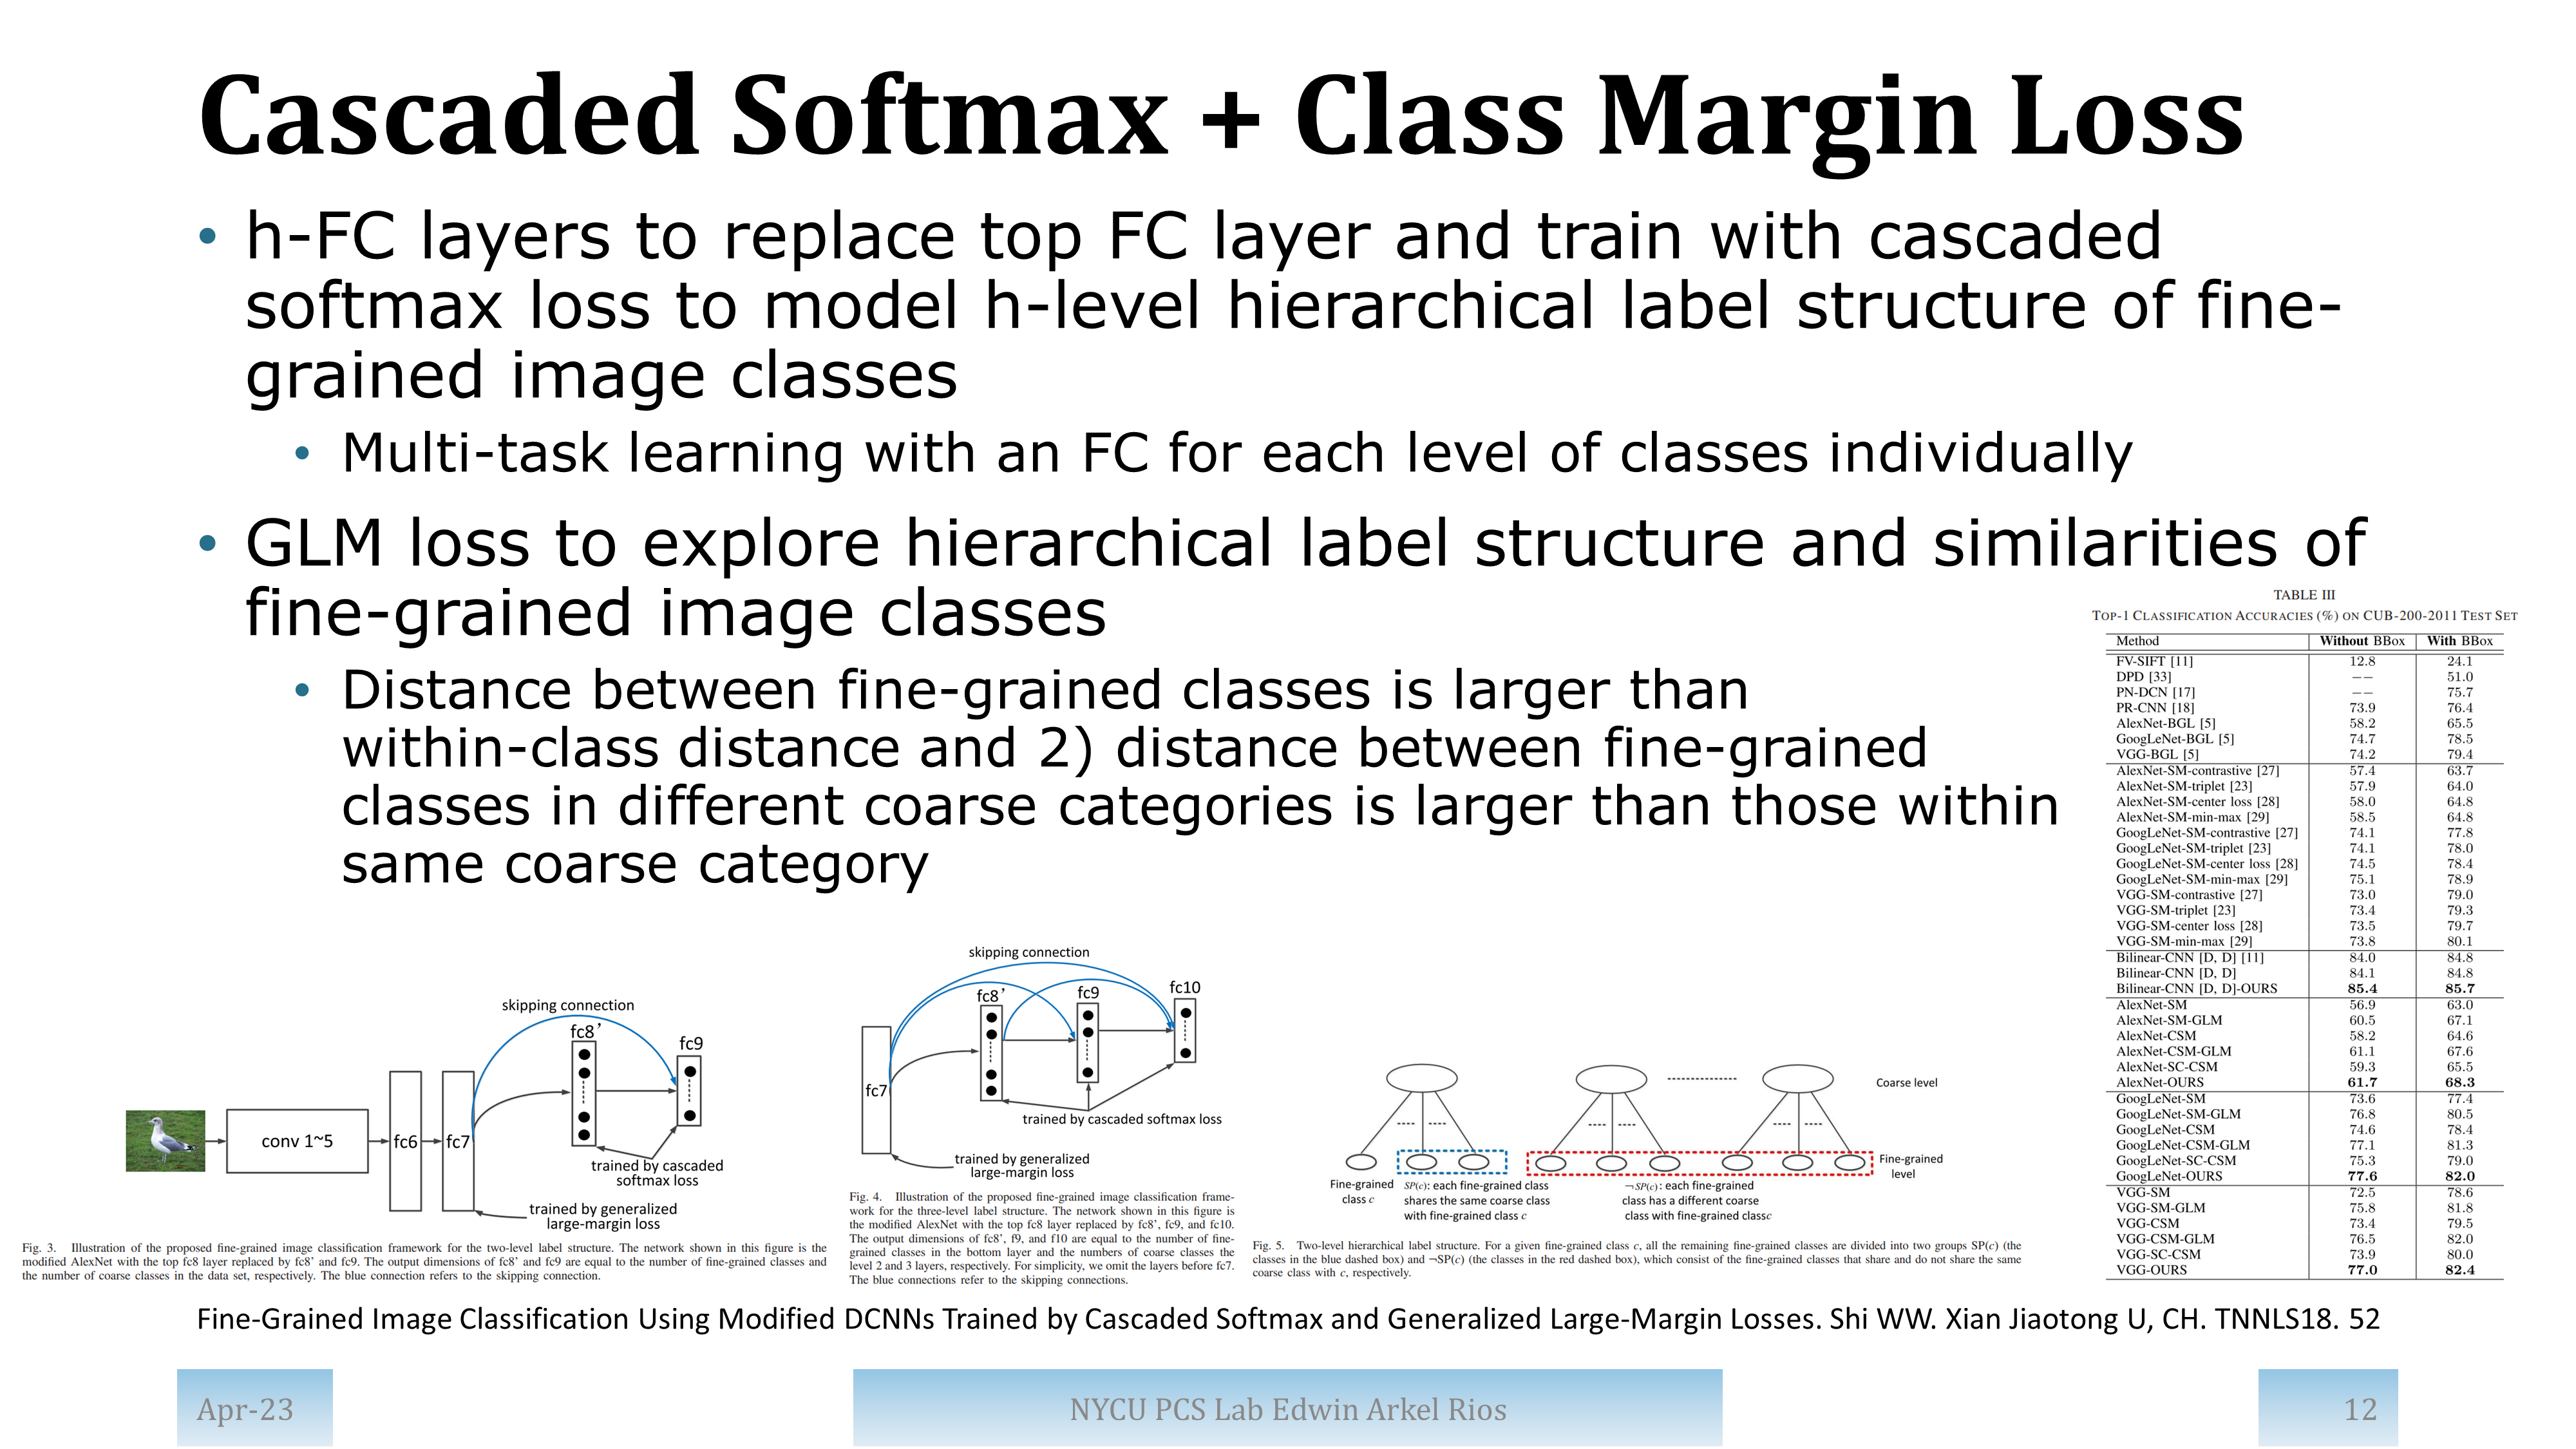 Cascaded Softmax + Class Margin Loss
• h-FC layers to replace top FC layer and train with cascaded
softmax loss to model h-level hierarchical label structure of fine-
grained image classes
• Multi-task learning with an FC for each level of classes individually
• GLM loss to explore hierarchical label structure and similarities of
fine-grained image classes
• Distance between fine-grained classes is larger than
within-class distance and 2) distance between fine-grained
classes in different coarse categories is larger than those within
same coarse category
TABLE III
TOP-1 CLASSIFICATION ACCURACIES (%) ON CUB-200-2011 TEST SET
Method Without BBox With BBox
FV-SIFT [11] 12.8 24.1
DPD [33] -- 51.0
PN-DCN [17] -- 75.7
PR-CNN [18] 73.9 76.4
AlexNet-BGL [5] 58.2 65.5
GoogLeNet-BGL [5] 74.7 78.5
VGG-BGL [5] 74.2 79.4
AlexNet-SM-contrastive [27] 57.4 63.7
AlexNet-SM-triplet [23] 57.9 64.0
AlexNet-SM-center loss [28] 58.0 64.8
AlexNet-SM-min-max [29] 58.5 64.8
GoogLeNet-SM-contrastive [27] 74.1 77.8
GoogLeNet-SM-triplet [23] 74.1 78.0
GoogLeNet-SM-center loss [28] 74.5 78.4
GoogLeNet-SM-min-max [29] 75.1 78.9
VGG-SM-contrastive [27] 73.0 79.0
VGG-SM-triplet [23] 73.4 79.3
VGG-SM-center loss [28] 73.5 79.7
VGG-SM-min-max [29] 73.8 80.1
Bilinear-CNN [D, D] [11] 84.0 84.8
Bilinear-CNN [D, D] 84.1 84.8
Bilinear-CNN [D, D]-OURS 85.4 85.7
AlexNet-SM 56.9 63.0
AlexNet-SM-GLM 60.5 67.1
AlexNet-CSM 58.2 64.6
AlexNet-CSM-GLM 61.1 67.6
AlexNet-SC-CSM 59.3 65.5
AlexNet-OURS 61.7 68.3
GoogLeNet-SM 73.6 77.4
GoogLeNet-SM-GLM 76.8 80.5
GoogLeNet-CSM 74.6 78.4
GoogLeNet-CSM-GLM 77.1 81.3
GoogLeNet-SC-CSM 75.3 79.0
GoogLeNet-OURS 77.6 82.0
VGG-SM 72.5 78.6
VGG-SM-GLM 75.8 81.8
VGG-CSM 73.4 79.5
VGG-CSM-GLM 76.5 82.0
VGG-SC-CSM 73.9 80.0
VGG-OURS 77.0 82.4
skipping connection
fc8’
fc9
conv 1~5
fc6
fc7
trained by cascaded
softmax loss
trained by generalized
large-margin loss
Fig. 3. Illustration of the proposed fine-grained image classification framework for the two-level label structure. The network shown in this figure is the
modified AlexNet with the top fc8 layer replaced by fc8' and fc9. The output dimensions of fc8' and fc9 are equal to the number of fine-grained classes and
the number of coarse classes in the data set, respectively. The blue connection refers to the skipping connection.
skipping connection
fc8’
fc9
fc10
fc7
trained by cascaded softmax loss
trained by generalized
large-margin loss
Fig. 4. Illustration of the proposed fine-grained image classification frame-
work for the three-level label structure. The network shown in this figure is
the modified AlexNet with the top fc8 layer replaced by fc8', fc9, and fc10.
The output dimensions of fc8', f9, and f10 are equal to the number of fine-
grained classes in the bottom layer and the numbers of coarse classes the
level 2 and 3 layers, respectively. For simplicity, we omit the layers before fc7.
The blue connections refer to the skipping connections.
Coarse level
Fine-grained
level
Fine-grained
class c
SP(c): each fine-grained class
shares the same coarse class
with fine-grained class c
¬SP(c): each fine-grained
class has a different coarse
class with fine-grained classc
Fig. 5. Two-level hierarchical label structure. For a given fine-grained class c, all the remaining fine-grained classes are divided into two groups SP(c) (the
classes in the blue dashed box) and ¬SP(c) (the classes in the red dashed box), which consist of the fine-grained classes that share and do not share the same
coarse class with c, respectively.
Fine-Grained Image Classification Using Modified DCNNs Trained by Cascaded Softmax and Generalized Large-Margin Losses. Shi WW. Xian Jiaotong U, CH. TNNLS18. 52
Apr-23
NYCU PCS Lab Edwin Arkel Rios
12